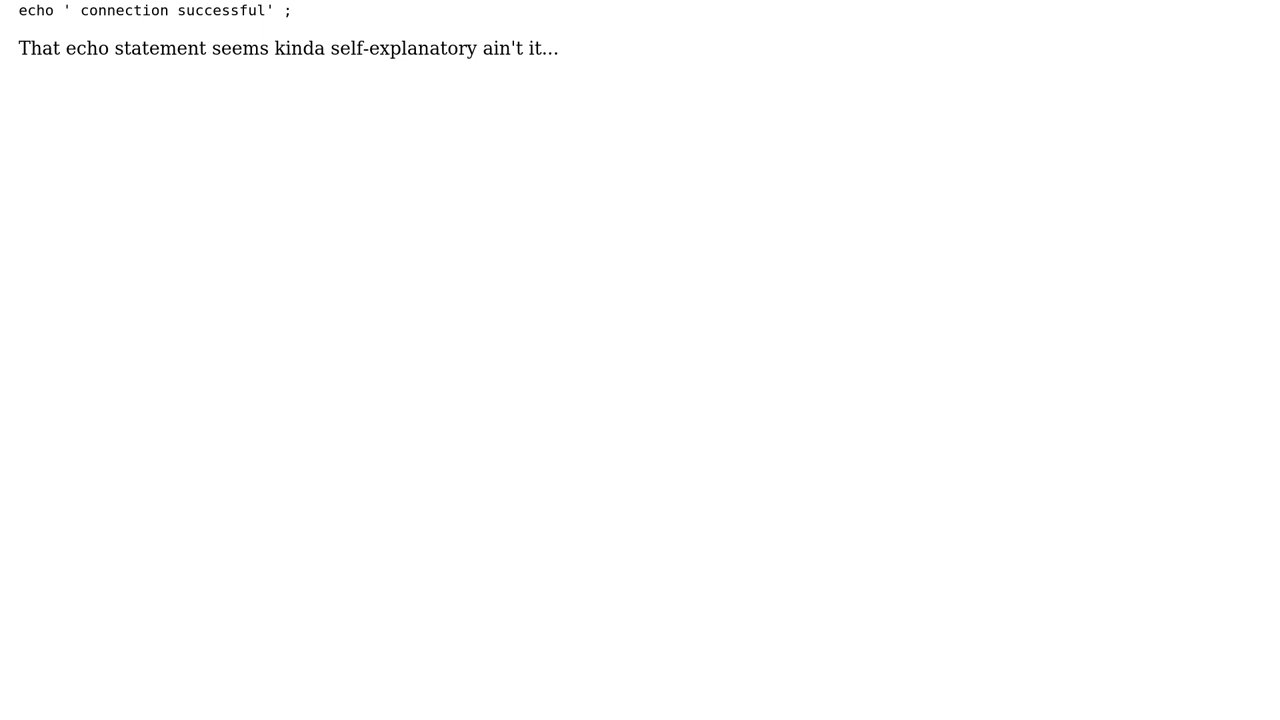 echo ' connection successful' ;
That echo statement seems kinda self-explanatory ain't it...